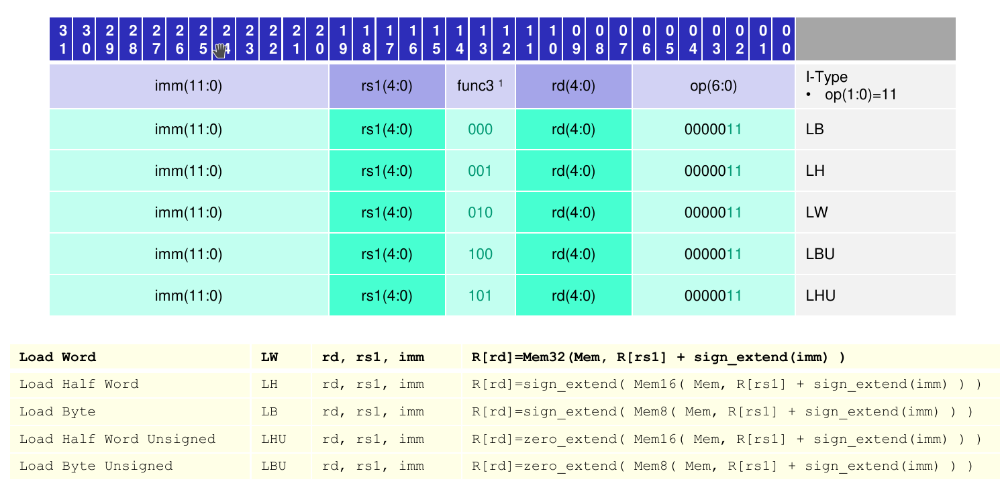 31 30 29 28 27 26 25 24 23 22 21 20 19 18 17 16 15 14 13 12 11 10 09 08 07 06 05 04 03 02 01 00
imm(11:0) rs1(4:0) func3 ¹ rd(4:0) op(6:0) I-Type
• op(1:0)=11
imm(11:0) rs1(4:0) 000 rd(4:0) 0000011 LB
imm(11:0) rs1(4:0) 001 rd(4:0) 0000011 LH
imm(11:0) rs1(4:0) 010 rd(4:0) 0000011 LW
imm(11:0) rs1(4:0) 100 rd(4:0) 0000011 LBU
imm(11:0) rs1(4:0) 101 rd(4:0) 0000011 LHU
Load Word LW rd, rs1, imm R[rd]=Mem32(Mem, R[rs1] + sign_extend(imm) )
Load Half Word LH rd, rs1, imm R[rd]=sign_extend( Mem16( Mem, R[rs1] + sign_extend(imm) ) )
Load Byte LB rd, rs1, imm R[rd]=sign_extend( Mem8( Mem, R[rs1] + sign_extend(imm) ) )
Load Half Word Unsigned LHU rd, rs1, imm R[rd]=zero_extend( Mem16( Mem, R[rs1] + sign_extend(imm) ) )
Load Byte Unsigned LBU rd, rs1, imm R[rd]=zero_extend( Mem8( Mem, R[rs1] + sign_extend(imm) ) )